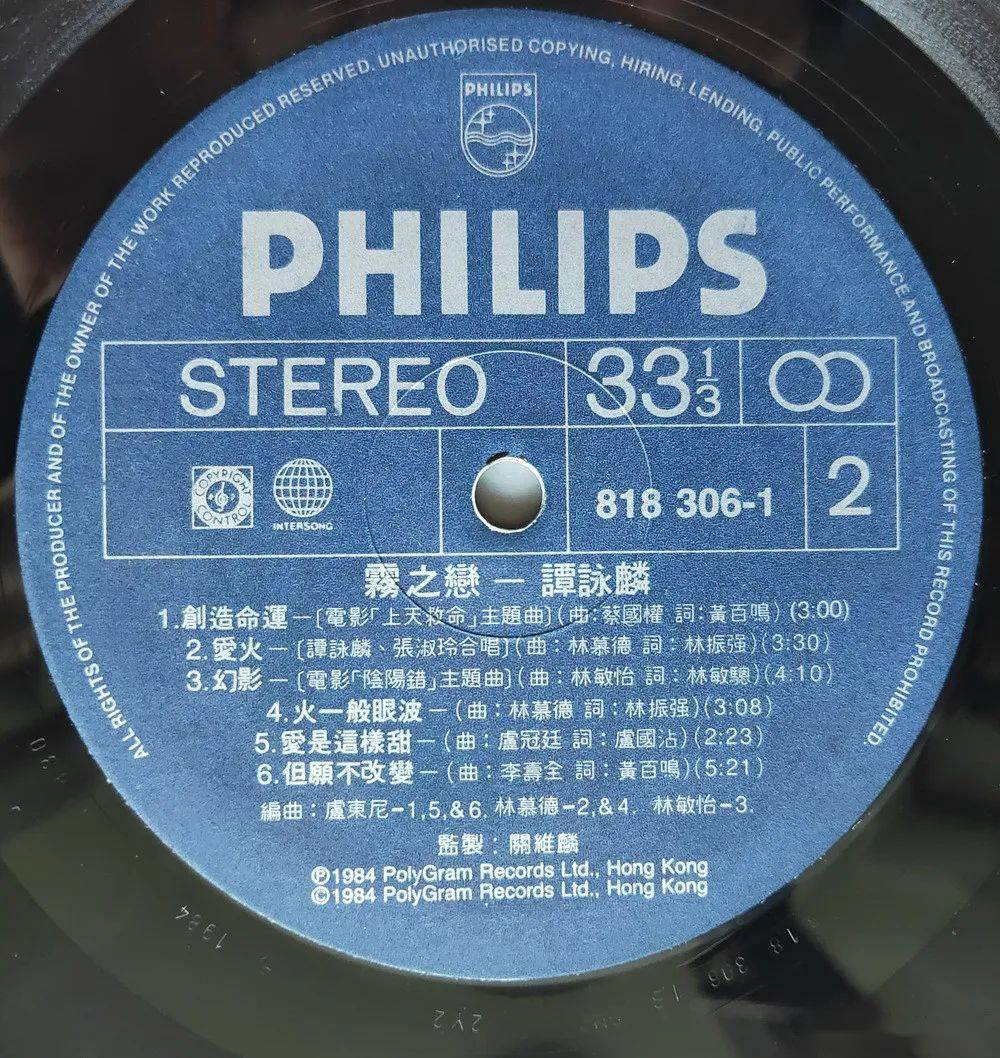 ALL RIGHTS OF THE PRODUCER AND OF THE OWNER OF THE WORK REPRODUCED RESERVED. UNAUTHORISED COPYING, HIRING, LENDING, PUBLIC PERFORMANCE AND BROADCASTING OF THIS RECORD PROHIBITED.
PHILIPS
PHILIPS
STEREO
33 1/3
COPYRIGHT CONTROL
INTERSONG
818 306-1
2
霧之戀 — 譚詠麟
1.創造命運—〔電影「上天救命」主題曲〕(曲:蔡國權 詞:黃百鳴) (3.00)
2.愛火—〔譚詠麟、張淑玲合唱〕(曲:林慕德 詞:林振强)(3:30)
3.幻影—〔電影「陰陽錯」主題曲〕(曲:林敏怡 詞:林敏驄)(4:10)
4.火一般眼波—(曲:林慕德 詞:林振强)(3:08)
5.愛是這樣甜—(曲:盧冠廷 詞:盧國沾)(2:23)
6.但願不改變—(曲:李壽全 詞:黃百鳴)(5:21)
編曲:盧東尼-1,5,&6. 林慕德-2,&4. 林敏怡-3.
監製:關維麟
Ⓟ1984 PolyGram Records Ltd., Hong Kong
©1984 PolyGram Records Ltd., Hong Kong
1984
2Y2